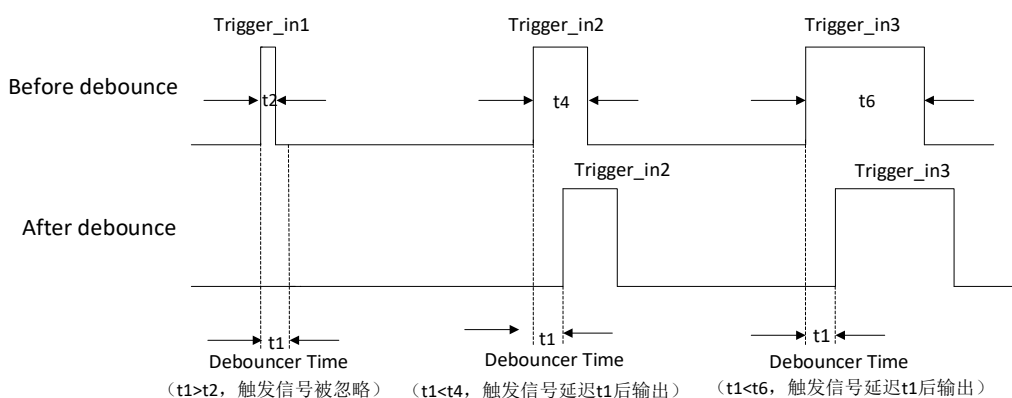 Trigger_in1
Trigger_in2
Trigger_in3
Before debounce
t2
t4
t6
Trigger_in2
Trigger_in3
After debounce
t1
t1
t1
Debouncer Time
Debouncer Time
Debouncer Time
（t1>t2，触发信号被忽略）
（t1<t4，触发信号延迟t1后输出）
（t1<t6，触发信号延迟t1后输出）